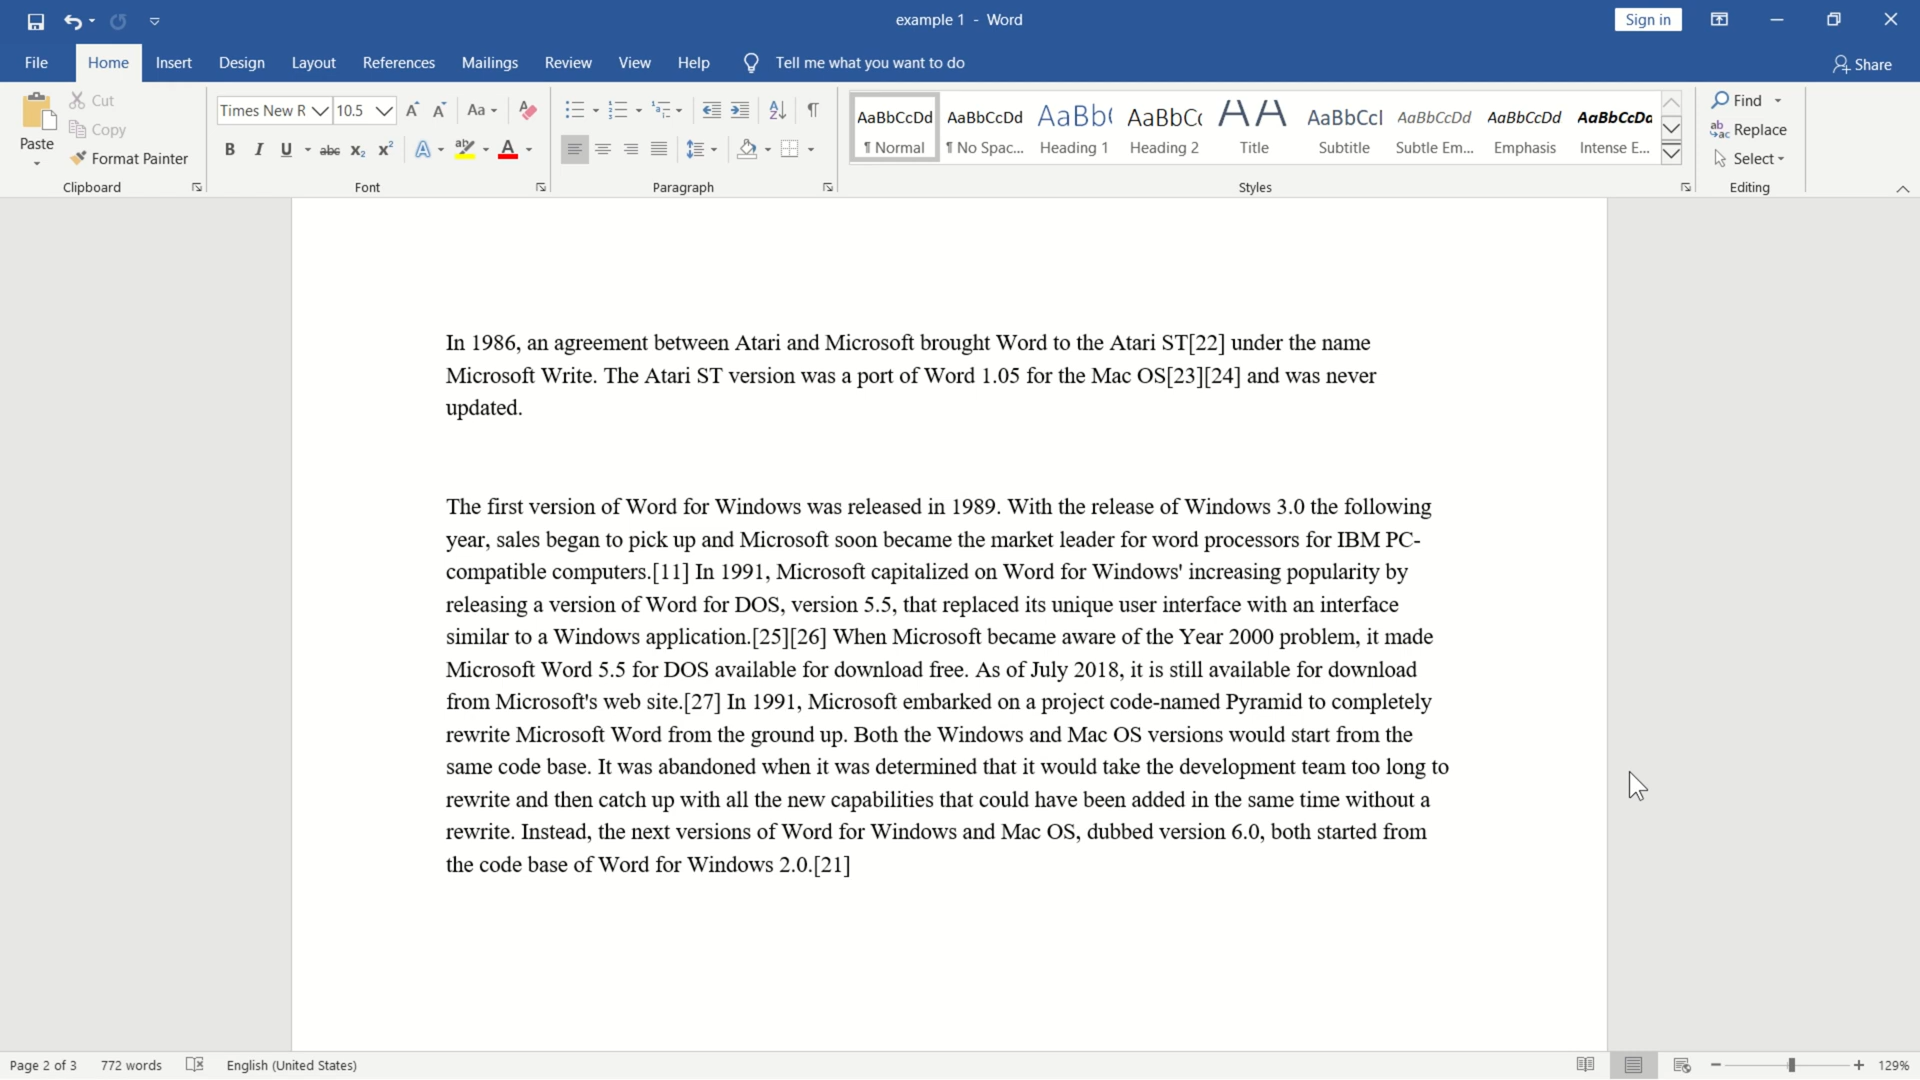 example 1 - Word
Sign in
File Home Insert Design Layout References Mailings Review View Help Tell me what you want to do
Share
Paste
Cut
Copy
Format Painter
Clipboard
Times New R 10.5
Aa
B I U abc X₂ X²
A ab A
Font
A Z
Paragraph
AaBbCcDd AaBbCcDd AaBb( AaBbC( AA AaBbCcl AaBbCcDd AaBbCcDd AaBbCcDc
¶ Normal ¶ No Spac... Heading 1 Heading 2 Title Subtitle Subtle Em... Emphasis Intense E...
Styles
Find
Replace
Select
Editing
In 1986, an agreement between Atari and Microsoft brought Word to the Atari ST[22] under the name
Microsoft Write. The Atari ST version was a port of Word 1.05 for the Mac OS[23][24] and was never
updated.
The first version of Word for Windows was released in 1989. With the release of Windows 3.0 the following
year, sales began to pick up and Microsoft soon became the market leader for word processors for IBM PC-
compatible computers.[11] In 1991, Microsoft capitalized on Word for Windows' increasing popularity by
releasing a version of Word for DOS, version 5.5, that replaced its unique user interface with an interface
similar to a Windows application.[25][26] When Microsoft became aware of the Year 2000 problem, it made
Microsoft Word 5.5 for DOS available for download free. As of July 2018, it is still available for download
from Microsoft's web site.[27] In 1991, Microsoft embarked on a project code-named Pyramid to completely
rewrite Microsoft Word from the ground up. Both the Windows and Mac OS versions would start from the
same code base. It was abandoned when it was determined that it would take the development team too long to
rewrite and then catch up with all the new capabilities that could have been added in the same time without a
rewrite. Instead, the next versions of Word for Windows and Mac OS, dubbed version 6.0, both started from
the code base of Word for Windows 2.0.[21]
Page 2 of 3 772 words English (United States) 129%